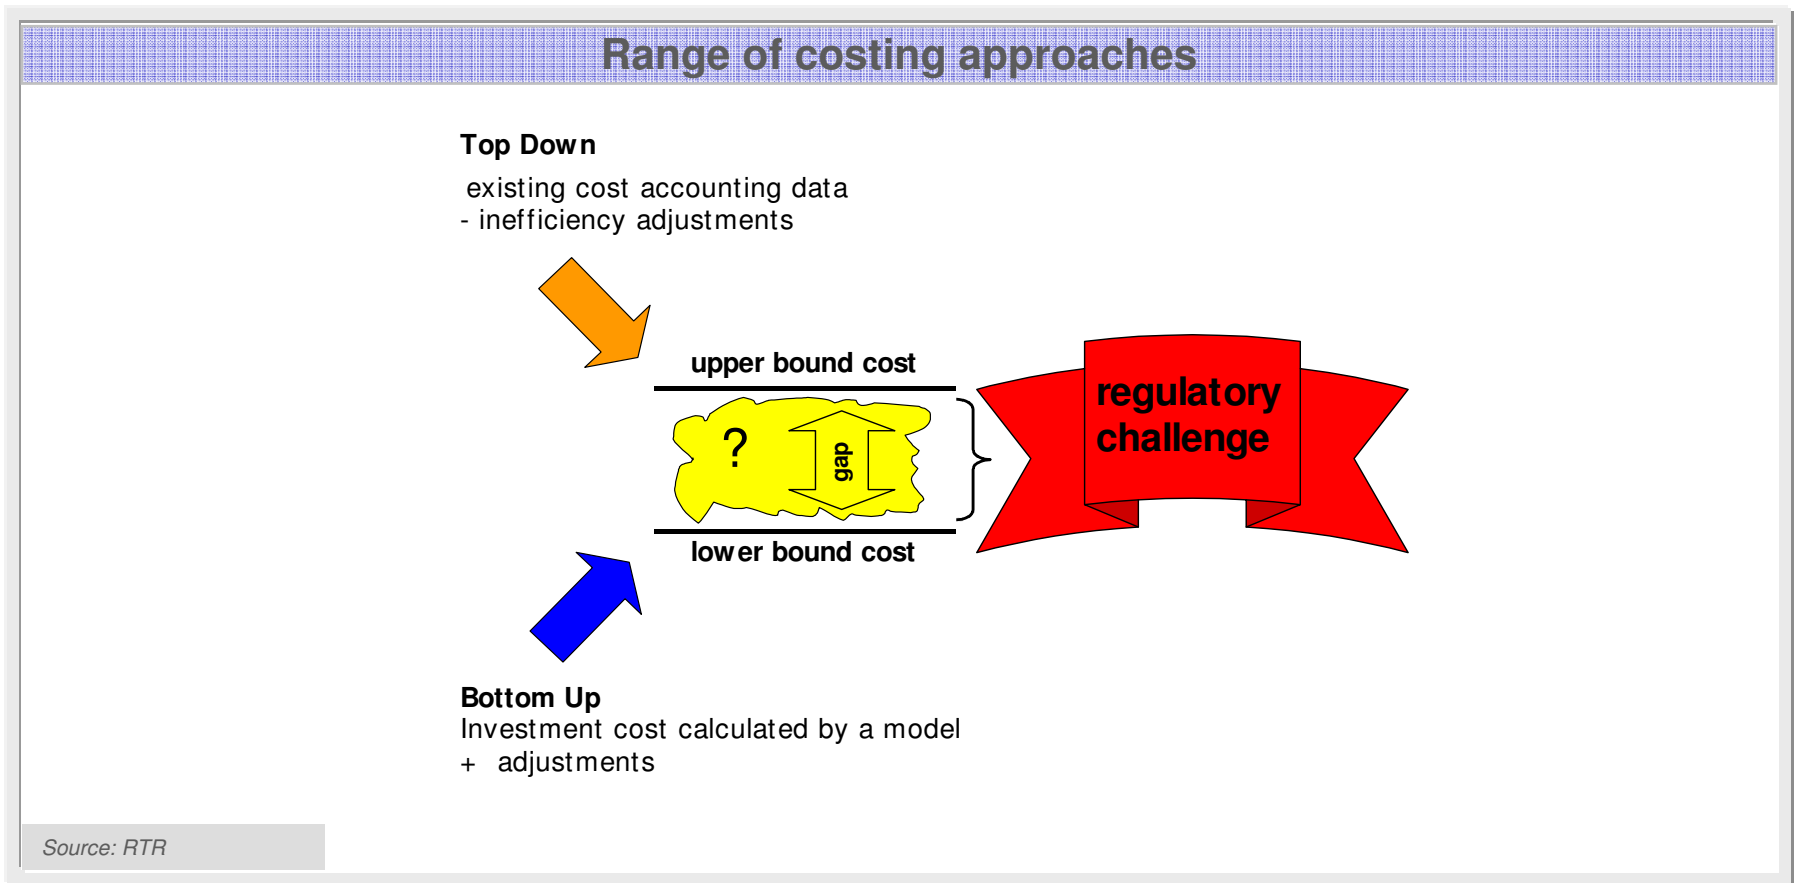 Range of costing approaches
Top Down
existing cost accounting data
- inefficiency adjustments
upper bound cost
?
gap
regulatory
challenge
lower bound cost
Bottom Up
Investment cost calculated by a model
+ adjustments
Source: RTR